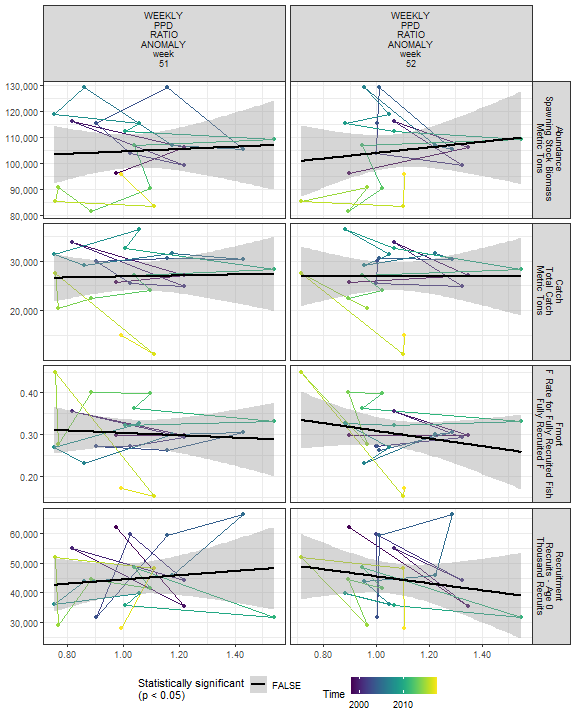 WEEKLY
PPD
RATIO
ANOMALY
week
51
WEEKLY
PPD
RATIO
ANOMALY
week
52
130,000
120,000
110,000
100,000
90,000
80,000
Abundance
Spawning Stock Biomass
Metric Tons
30,000
20,000
Catch
Total Catch
Metric Tons
0.40
0.30
0.20
Fmort
F Rate for Fully Recruited Fish
Fully Recruited F
60,000
50,000
40,000
30,000
Recruitment
Recruits - Age 0
Thousand Recruits
0.80
1.00
1.20
1.40
0.80
1.00
1.20
1.40
Statistically significant
(p < 0.05)
FALSE
Time
2000
2010